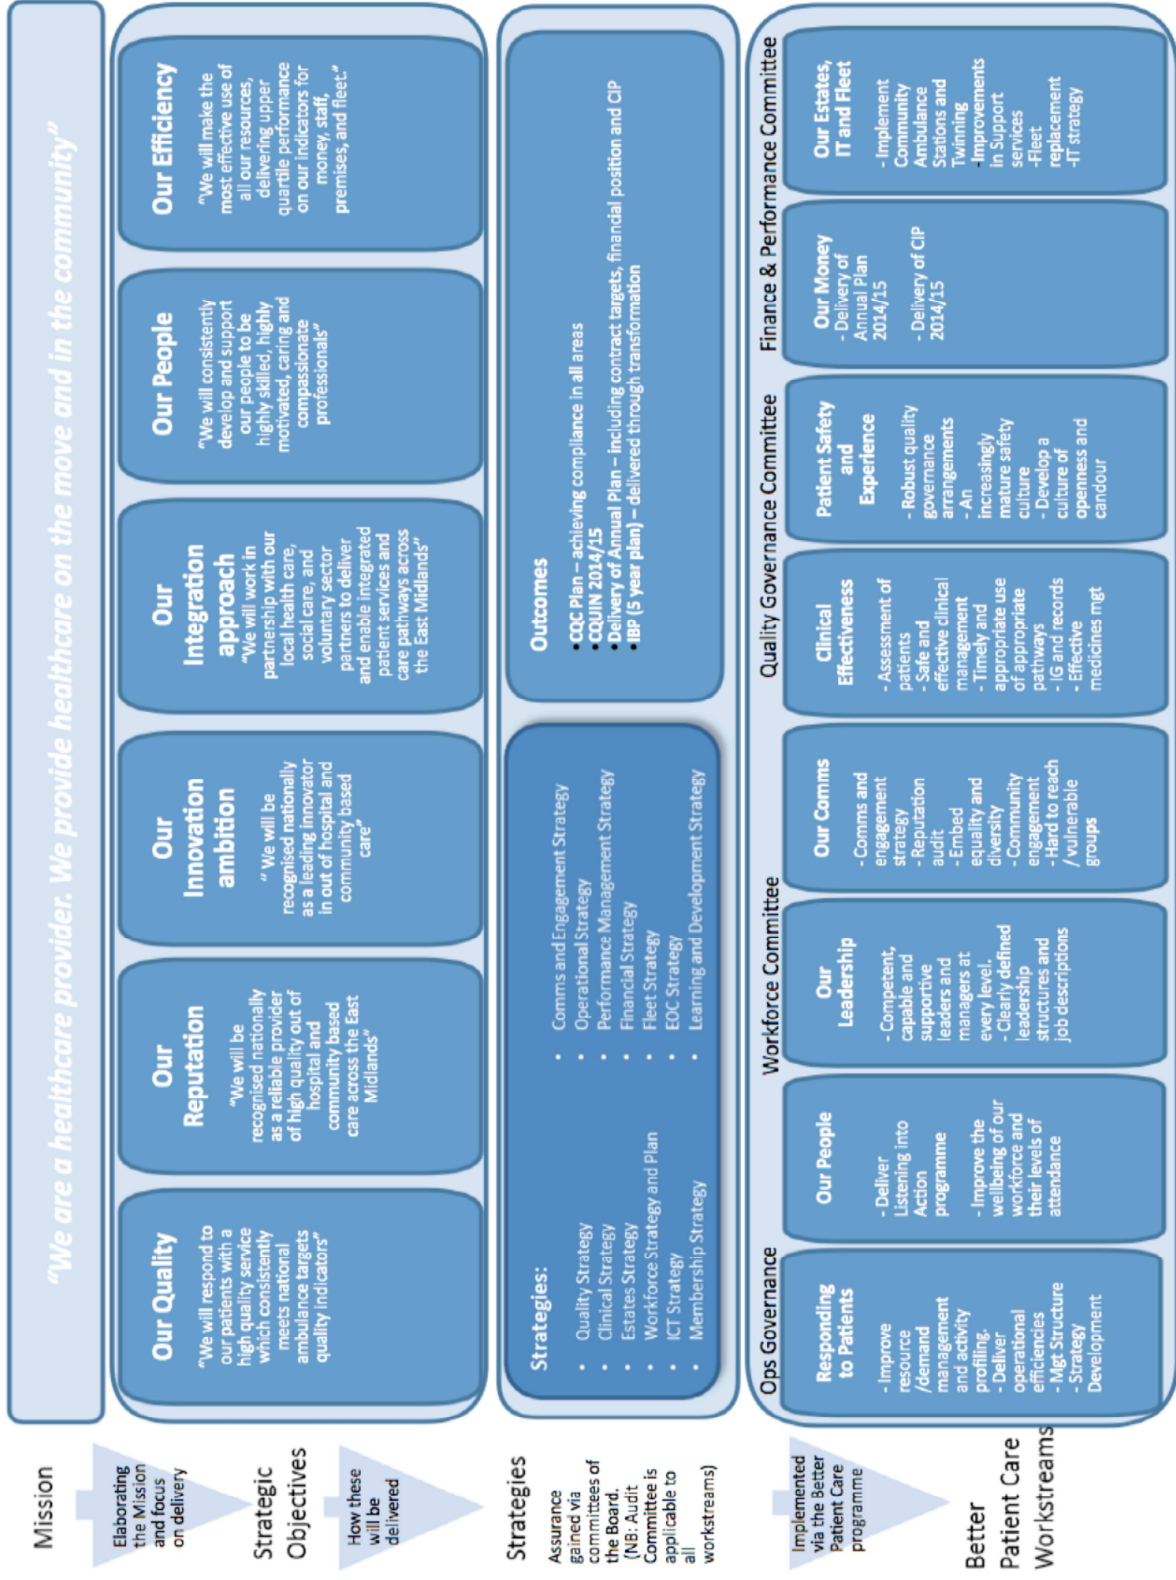 Mission
"We are a healthcare provider. We provide healthcare on the move and in the community"
Elaborating
the Mission
and focus
on delivery
Strategic
Objectives
Our Quality
"We will respond to
our patients with a
high quality service
which consistently
meets national
ambulance targets
quality indicators"
Our
Reputation
"We will be
recognised nationally
as a reliable provider
of high quality out of
hospital and
community based
care across the East
Midlands"
Our
Innovation
ambition
" We will be
recognised nationally
as a leading innovator
in out of hospital and
community based
care"
Our
Integration
approach
"We will work in
partnership with our
local health care,
social care, and
voluntary sector
partners to deliver
and enable integrated
patient services and
care pathways across
the East Midlands"
Our People
"We will consistently
develop and support
our people to be
highly skilled, highly
motivated, caring and
compassionate
professionals"
Our Efficiency
"We will make the
most effective use of
all our resources,
delivering upper
quartile performance
on our indicators for
money, staff,
premises, and fleet."
How these
will be
delivered
Strategies
Assurance
gained via
committees of
the Board.
(NB: Audit
Committee is
applicable to
all
workstreams)
Strategies:
• Quality Strategy
• Clinical Strategy
• Estates Strategy
• Workforce Strategy and Plan
• ICT Strategy
• Membership Strategy
• Comms and Engagement Strategy
• Operational Strategy
• Performance Management Strategy
• Financial Strategy
• Fleet Strategy
• EOC Strategy
• Learning and Development Strategy
Outcomes
• CQC Plan – achieving compliance in all areas
• CQUIN 2014/15
• Delivery of Annual Plan – including contract targets, financial position and CIP
• IBP (5 year plan) – delivered through transformation
Implemented
via the Better
Patient Care
programme
Better
Patient Care
Workstreams
Ops Governance
Responding
to Patients
- Improve
resource
/demand
management
and activity
profiling.
- Deliver
operational
efficiencies
- Mgt Structure
- Strategy
Development
Workforce Committee
Our People
- Deliver
Listening into
Action
programme
- Improve the
wellbeing of our
workforce and
their levels of
attendance
Our
Leadership
- Competent,
capable and
supportive
leaders and
managers at
every level.
- Clearly defined
leadership
structures and
job descriptions
Our Comms
- Comms and
engagement
strategy
- Reputation
audit
- Embed
equality and
diversity
- Community
engagement
- Hard to reach
/ vulnerable
groups
Quality Governance Committee
Clinical
Effectiveness
- Assessment of
patients
- Safe and
effective clinical
management
- Timely and
appropriate use
of appropriate
pathways
- IG and records
- Effective
medicines mgt
Patient Safety
and
Experience
- Robust quality
governance
arrangements
- An
increasingly
mature safety
culture
- Develop a
culture of
openness and
candour
Finance & Performance Committee
Our Money
- Delivery of
Annual Plan
2014/15
- Delivery of CIP
2014/15
Our Estates,
IT and Fleet
- Implement
Community
Ambulance
Stations and
Twinning
-Improvements
in Support
services
-Fleet
replacement
-IT strategy